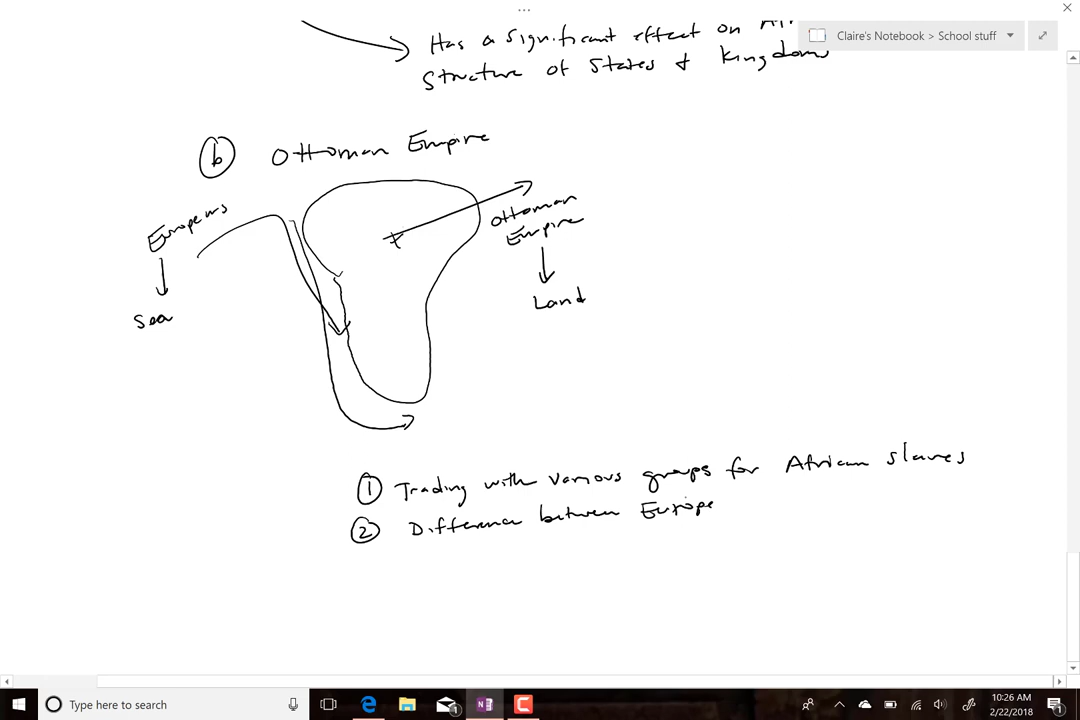 Has a significant effect on
Claire's Notebook > School stuff
Structure of States & Kingdoms
b Ottoman Empire
Europeans
Ottoman
Empire
Sea
Land
1 Trading with various groups for African slaves
2 Difference between Europe
Type here to search
10:26 AM
2/22/2018